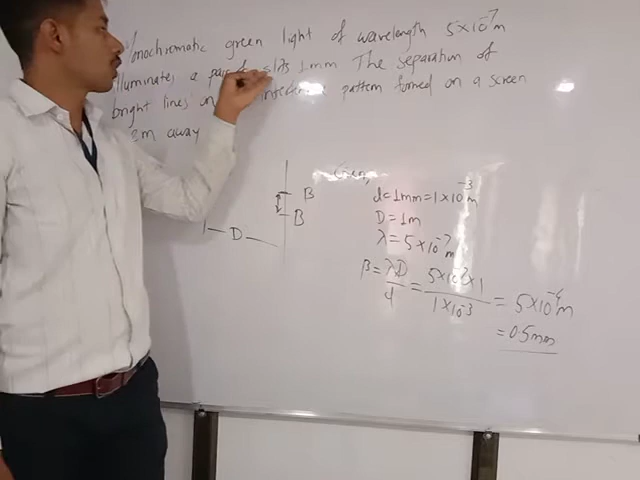 Monochromatic green light of wavelength 5×10⁻⁷m
illuminates a pair slits 1mm The separation of
bright lines on pattern formed on a screen
2m away
Given,
B
B
D
d=1mm=1×10⁻³m
D=1m
λ=5×10⁻⁷m
β=λD/d = 5×10⁻⁷×1/1×10⁻³ = 5×10⁻⁴m
=0.5mm